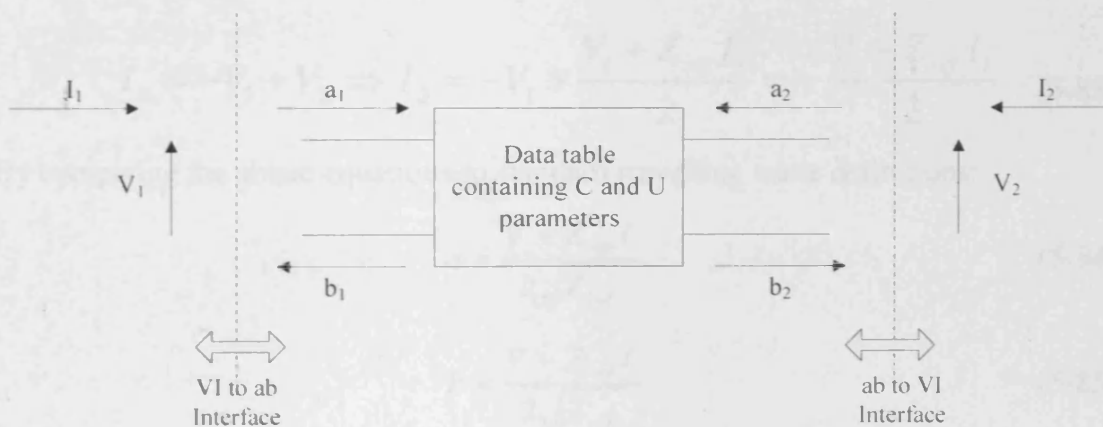 I₁
a₁
a₂
I₂
V₁
Data table
containing C and U
parameters
V₂
b₁
b₂
VI to ab
Interface
ab to VI
Interface